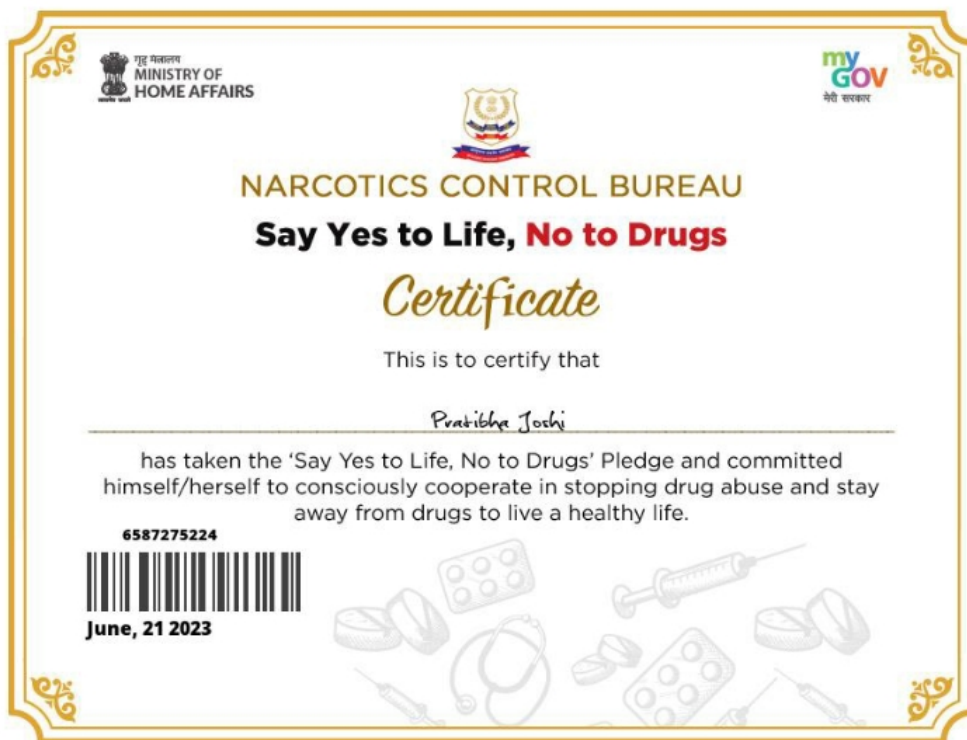 गृह मंत्रालय
MINISTRY OF
HOME AFFAIRS
my
GOV
मेरी सरकार
NARCOTICS CONTROL BUREAU
Say Yes to Life, No to Drugs
Certificate
This is to certify that
Pratibha Joshi
has taken the ‘Say Yes to Life, No to Drugs’ Pledge and committed
himself/herself to consciously cooperate in stopping drug abuse and stay
away from drugs to live a healthy life.
6587275224
June, 21 2023